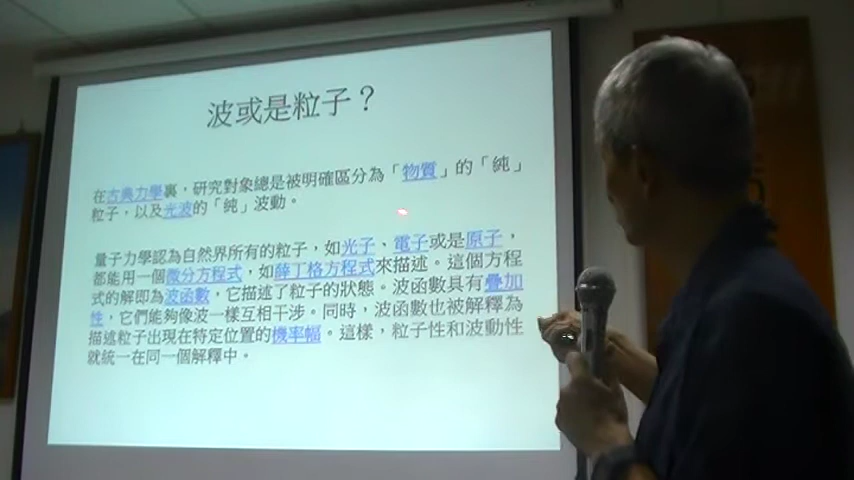 波或是粒子？
在古典力學裏，研究對象總是被明確區分為「物質」的「純」
粒子，以及光波的「純」波動。
量子力學認為自然界所有的粒子，如光子、電子或是原子，
都能用一個微分方程式，如薛丁格方程式來描述。這個方程
式的解即為波函數，它描述了粒子的狀態。波函數具有疊加
性，它們能夠像波一樣互相干涉。同時，波函數也被解釋為
描述粒子出現在特定位置的機率幅。這樣，粒子性和波動性
就統一在同一個解釋中。